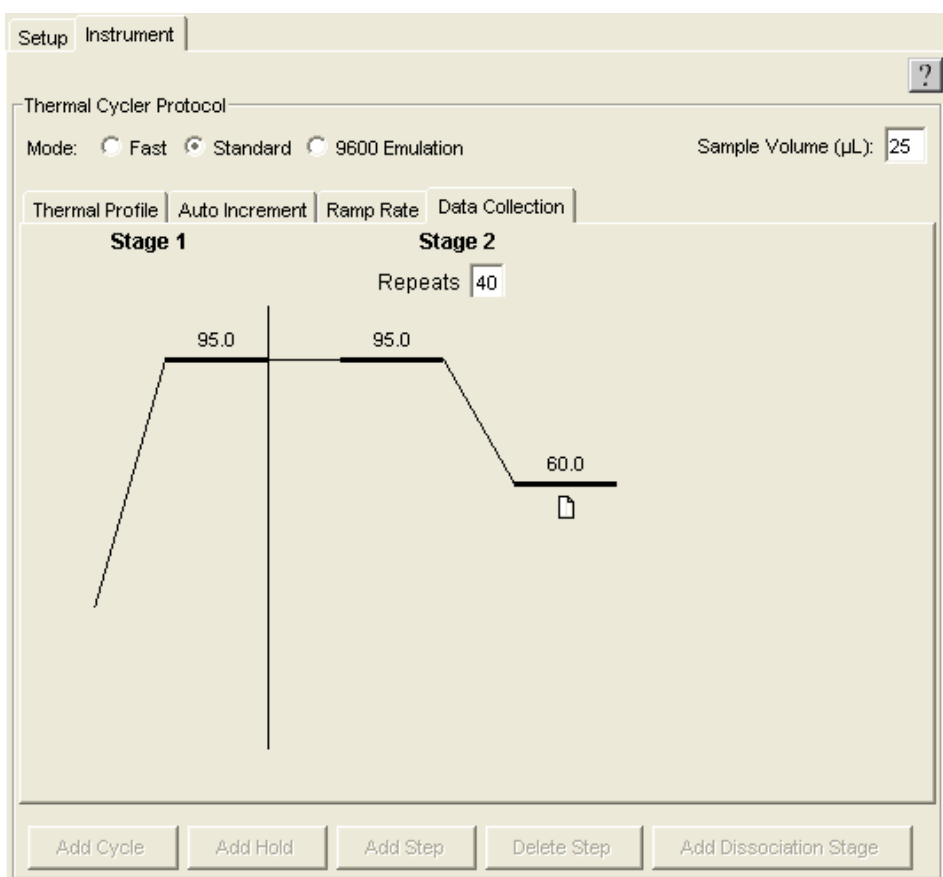 Setup Instrument
?
Thermal Cycler Protocol
Mode: Fast Standard 9600 Emulation Sample Volume (µL): 25
Thermal Profile Auto Increment Ramp Rate Data Collection
Stage 1 Stage 2
Repeats 40
95.0 95.0
60.0
Add Cycle Add Hold Add Step Delete Step Add Dissociation Stage